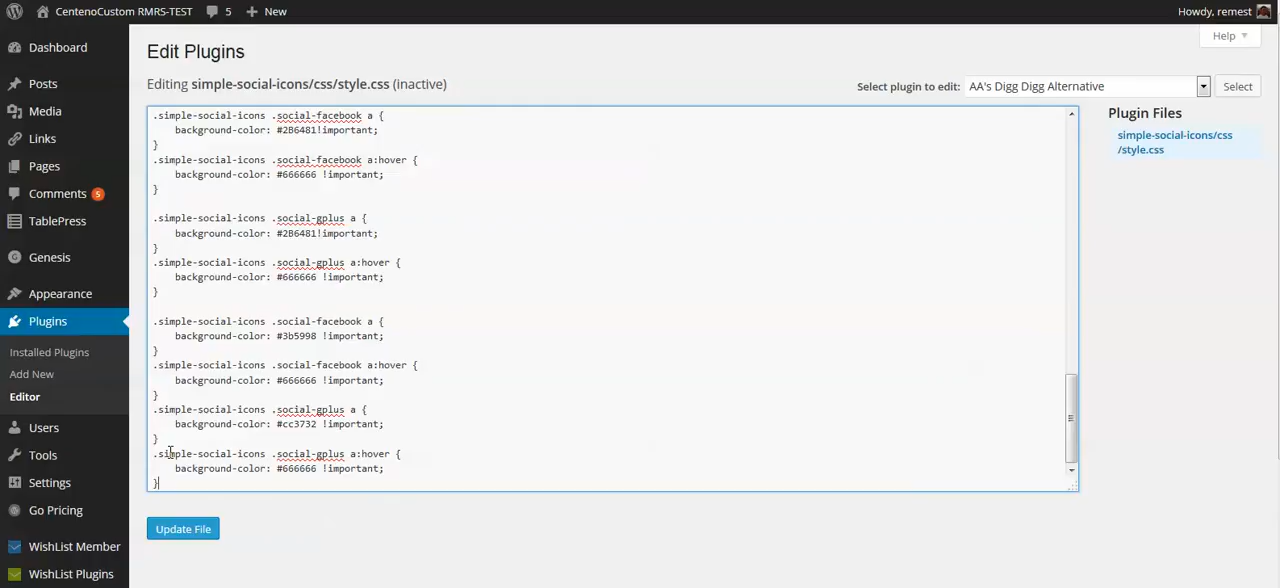 CentenoCustom RMRS-TEST 5 New Howdy, remest
Help
Dashboard
Posts
Media
Links
Pages
Comments 5
TablePress
Genesis
Appearance
Plugins
Installed Plugins
Add New
Editor
Users
Tools
Settings
Go Pricing
WishList Member
WishList Plugins
Edit Plugins
Editing simple-social-icons/css/style.css (inactive)
Select plugin to edit: AA's Digg Digg Alternative Select
.simple-social-icons .social-facebook a {
background-color: #2B6481!important;
}
.simple-social-icons .social-facebook a:hover {
background-color: #666666 !important;
}
.simple-social-icons .social-gplus a {
background-color: #2B6481!important;
}
.simple-social-icons .social-gplus a:hover {
background-color: #666666 !important;
}
.simple-social-icons .social-facebook a {
background-color: #3b5998 !important;
}
.simple-social-icons .social-facebook a:hover {
background-color: #666666 !important;
}
.simple-social-icons .social-gplus a {
background-color: #cc3732 !important;
}
.simple-social-icons .social-gplus a:hover {
background-color: #666666 !important;
}
Plugin Files
simple-social-icons/css
/style.css
Update File